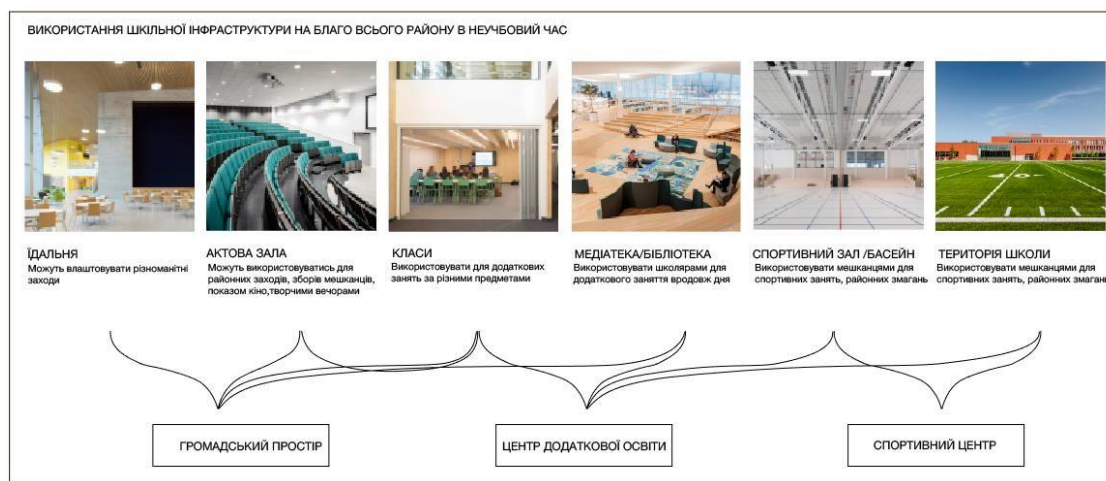 ВИКОРИСТАННЯ ШКІЛЬНОЇ ІНФРАСТРУКТУРИ НА БЛАГО ВСЬОГО РАЙОНУ В НЕУЧБОВИЙ ЧАС
ЇДАЛЬНЯ
Можуть влаштовувати різноманітні
заходи
АКТОВА ЗАЛА
Можуть використовуватись для
районних заходів, зборів мешканців,
показом кіно,творчими вечорами
КЛАСИ
Використовувати для додаткових
занять за різними предметами
МЕДІАТЕКА/БІБЛІОТЕКА
Використовувати школярами для
додаткового заняття вродовж дня
СПОРТИВНИЙ ЗАЛ /БАСЕЙН
Використовувати мешканцями для
спортивних занять, районних змагань
ТЕРИТОРІЯ ШКОЛИ
Використовувати мешканцями для
спортивних занять, районних змагань
ГРОМАДСЬКИЙ ПРОСТІР
ЦЕНТР ДОДАТКОВОЇ ОСВІТИ
СПОРТИВНИЙ ЦЕНТР